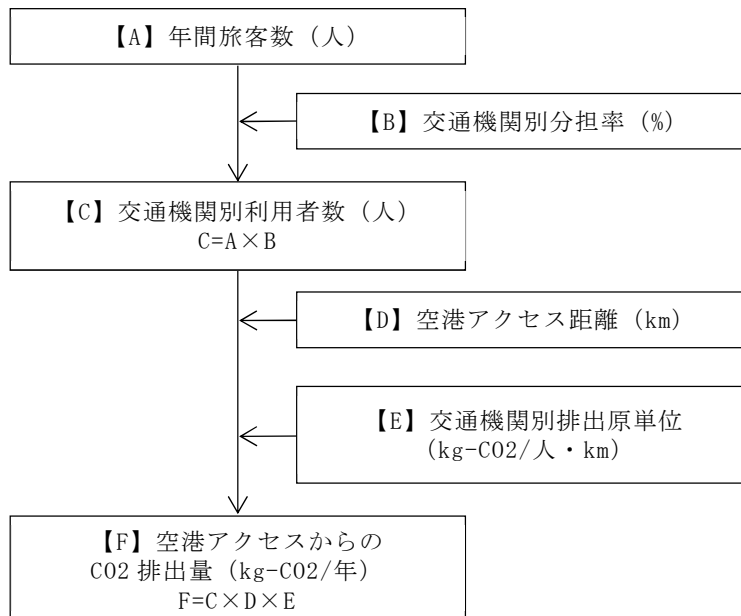 【A】年間旅客数（人）
【B】交通機関別分担率（%）
【C】交通機関別利用者数（人）
C=A×B
【D】空港アクセス距離（km）
【E】交通機関別排出原単位
（kg-CO2/人・km）
【F】空港アクセスからの
CO2 排出量（kg-CO2/年）
F=C×D×E